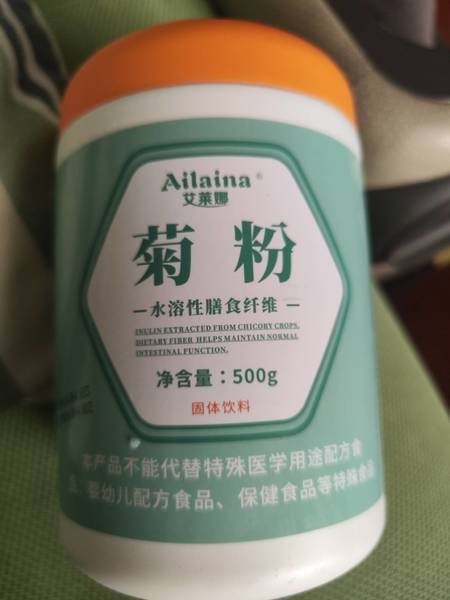 Ailaina®
艾莱娜
菊粉
水溶性膳食纤维
INULIN EXTRACTED FROM CHICORY CROPS,
DIETARY FIBER HELPS MAINTAIN NORMAL
INTESTINAL FUNCTION.
净含量：500g
固体饮料
本产品不能代替特殊医学用途配方食
品、婴幼儿配方食品、保健食品等特殊食品